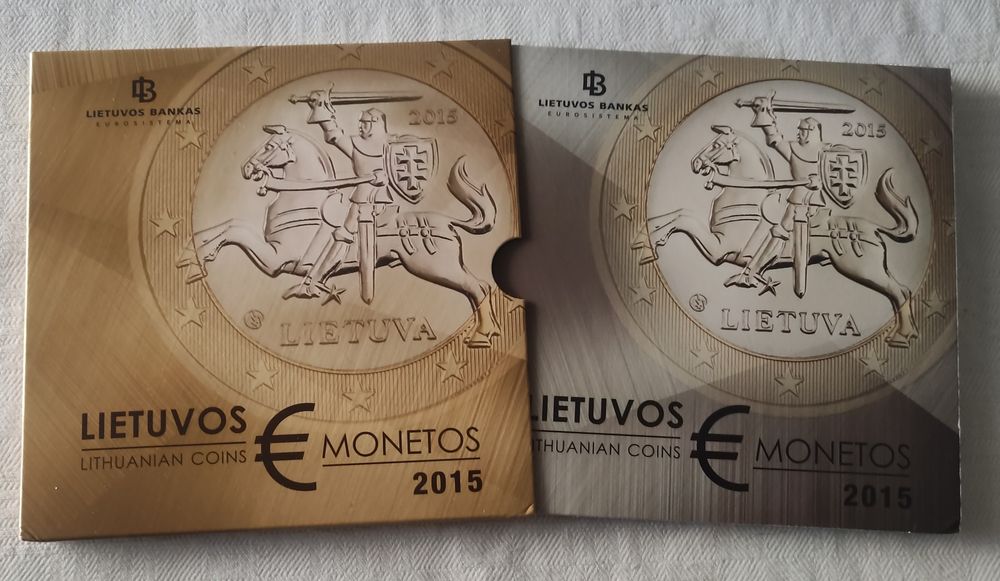 LIETUVOS BANKAS
EUROSISTEMA
2015
LIETUVA
LIETUVOS
LITHUANIAN COINS
€
MONETOS
2015
LIETUVOS BANKAS
EUROSISTEMA
2015
LIETUVA
LIETUVOS
LITHUANIAN COINS
€
MONETOS
2015